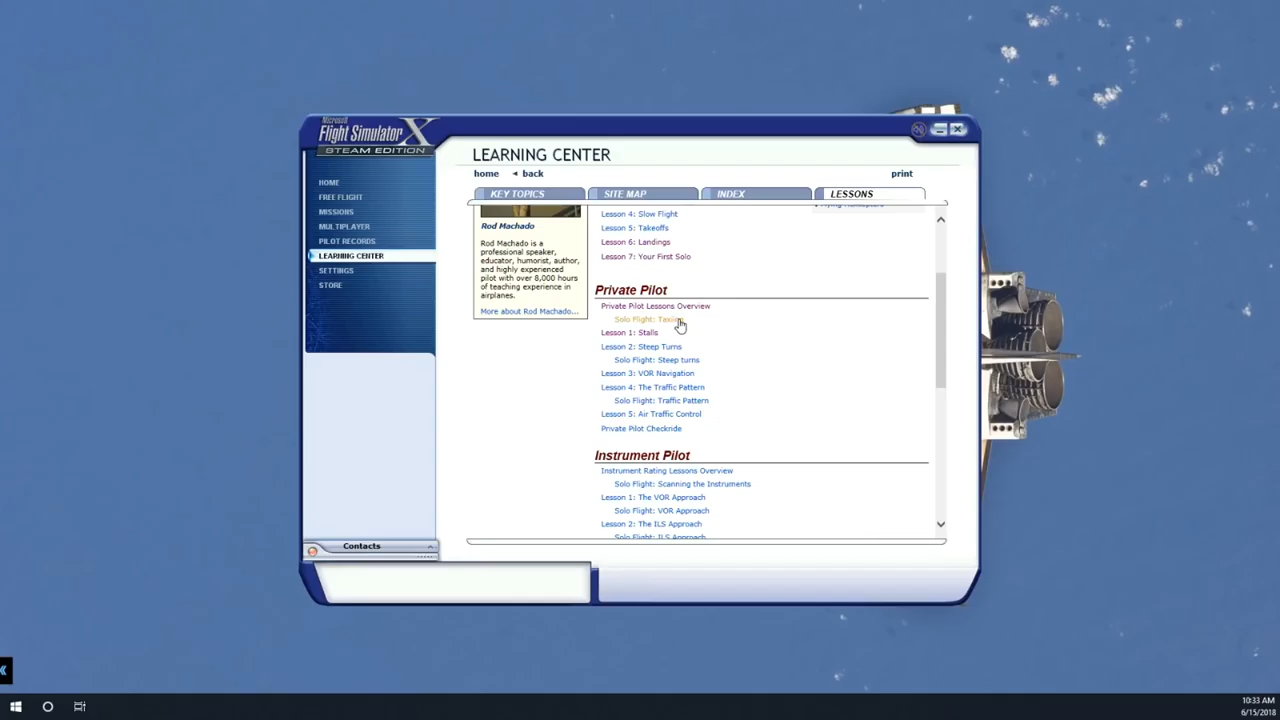 Microsoft
Flight Simulator X
STEAM EDITION
HOME
FREE FLIGHT
MISSIONS
MULTIPLAYER
PILOT RECORDS
LEARNING CENTER
SETTINGS
STORE
Contacts
LEARNING CENTER
home
back
print
KEY TOPICS
SITE MAP
INDEX
LESSONS
Rod Machado
Rod Machado is a
professional speaker,
educator, humorist, author,
and highly experienced
pilot with over 8,000 hours
of teaching experience in
airplanes.
More about Rod Machado...
Lesson 4: Slow Flight
Lesson 5: Takeoffs
Lesson 6: Landings
Lesson 7: Your First Solo
Private Pilot
Private Pilot Lessons Overview
Solo Flight: Taxiing
Lesson 1: Stalls
Lesson 2: Steep Turns
Solo Flight: Steep turns
Lesson 3: VOR Navigation
Lesson 4: The Traffic Pattern
Solo Flight: Traffic Pattern
Lesson 5: Air Traffic Control
Private Pilot Checkride
Instrument Pilot
Instrument Rating Lessons Overview
Solo Flight: Scanning the Instruments
Lesson 1: The VOR Approach
Solo Flight: VOR Approach
Lesson 2: The ILS Approach
Solo Flight: ILS Approach
10:33 AM
6/15/2018